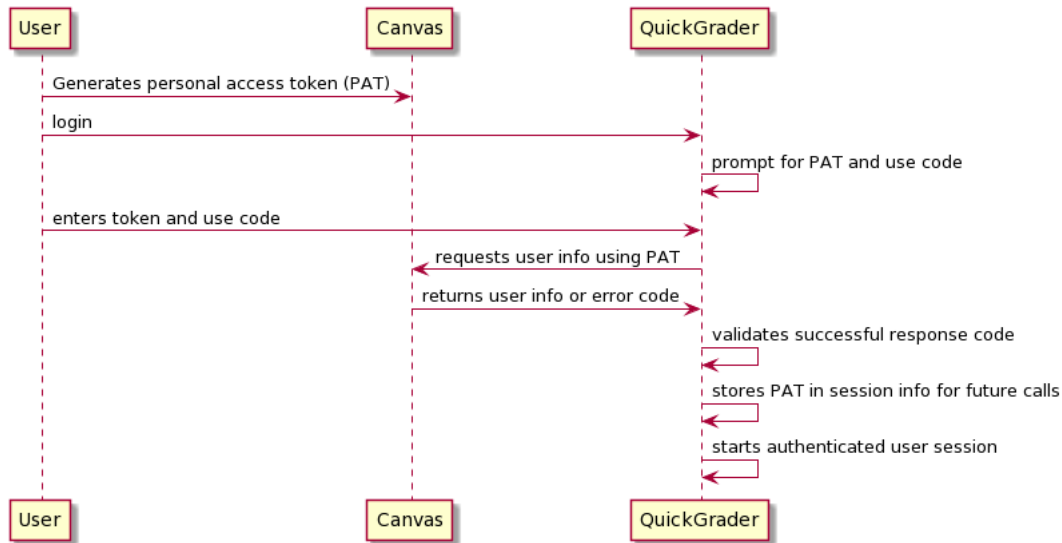 User Canvas QuickGrader
Generates personal access token (PAT)
login
prompt for PAT and use code
enters token and use code
requests user info using PAT
returns user info or error code
validates successful response code
stores PAT in session info for future calls
starts authenticated user session
User Canvas QuickGrader